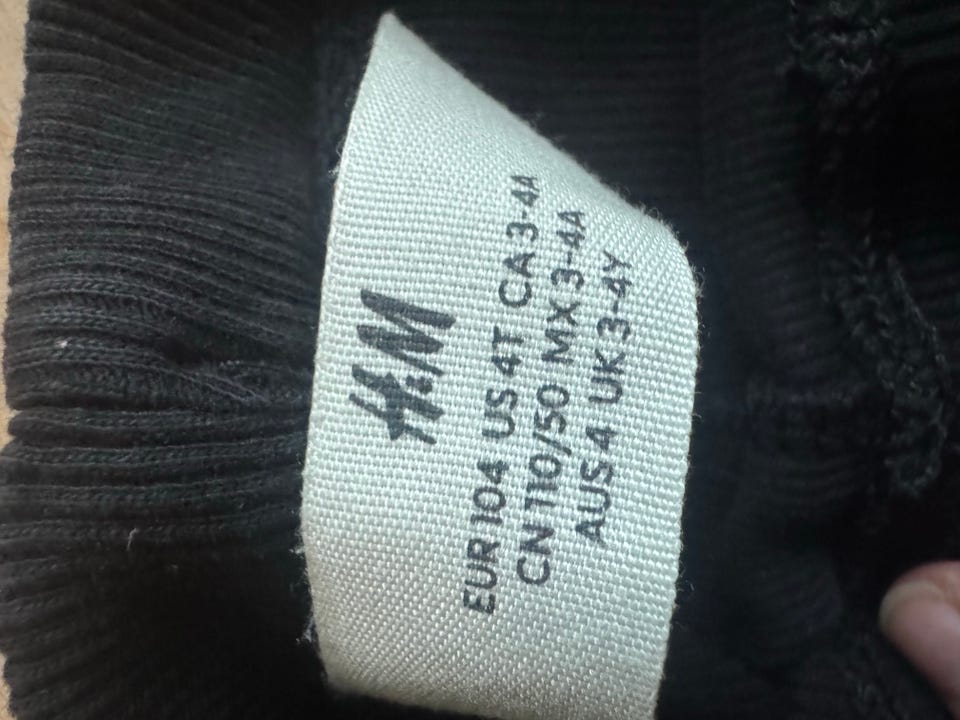 H&M
EUR 104 US 4T CA 3-4A
CN 110/50 MX 3-4A
AUS 4 UK 3-4Y